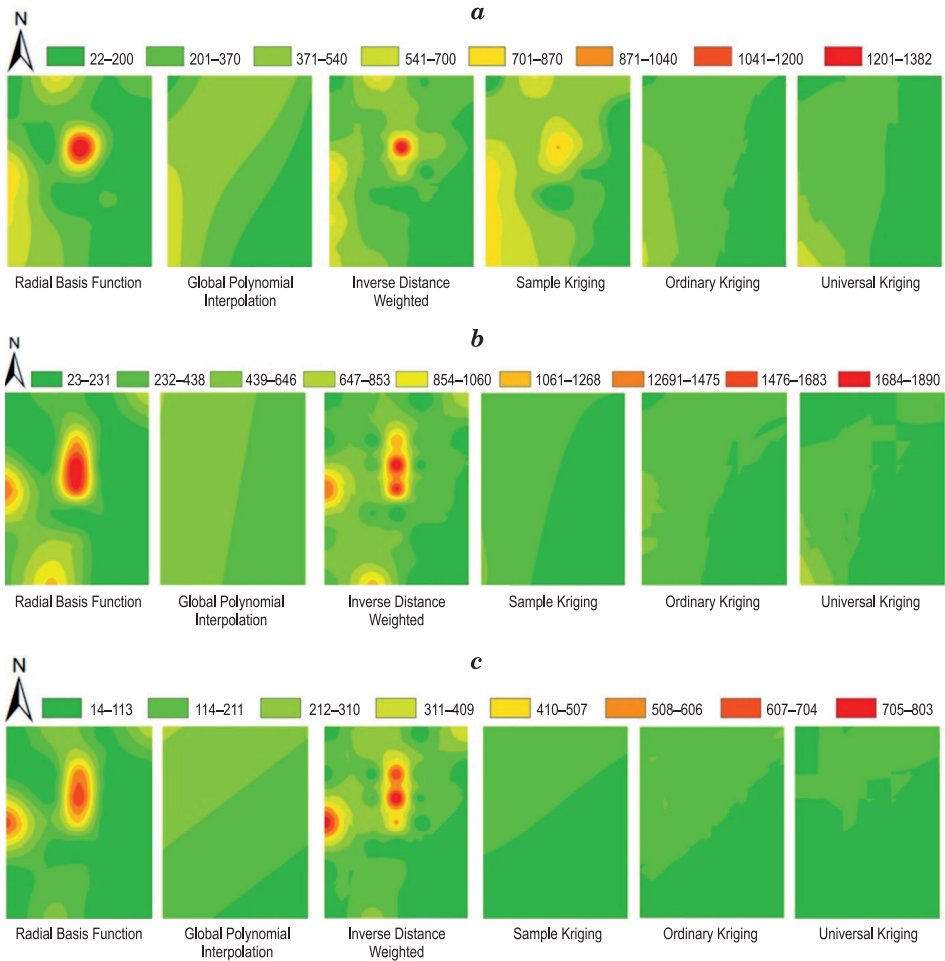 a
N
22–200 201–370 371–540 541–700 701–870 871–1040 1041–1200 1201–1382
Radial Basis Function Global Polynomial Interpolation Inverse Distance Weighted Sample Kriging Ordinary Kriging Universal Kriging
b
N
23–231 232–438 439–646 647–853 854–1060 1061–1268 12691–1475 1476–1683 1684–1890
Radial Basis Function Global Polynomial Interpolation Inverse Distance Weighted Sample Kriging Ordinary Kriging Universal Kriging
c
N
14–113 114–211 212–310 311–409 410–507 508–606 607–704 705–803
Radial Basis Function Global Polynomial Interpolation Inverse Distance Weighted Sample Kriging Ordinary Kriging Universal Kriging